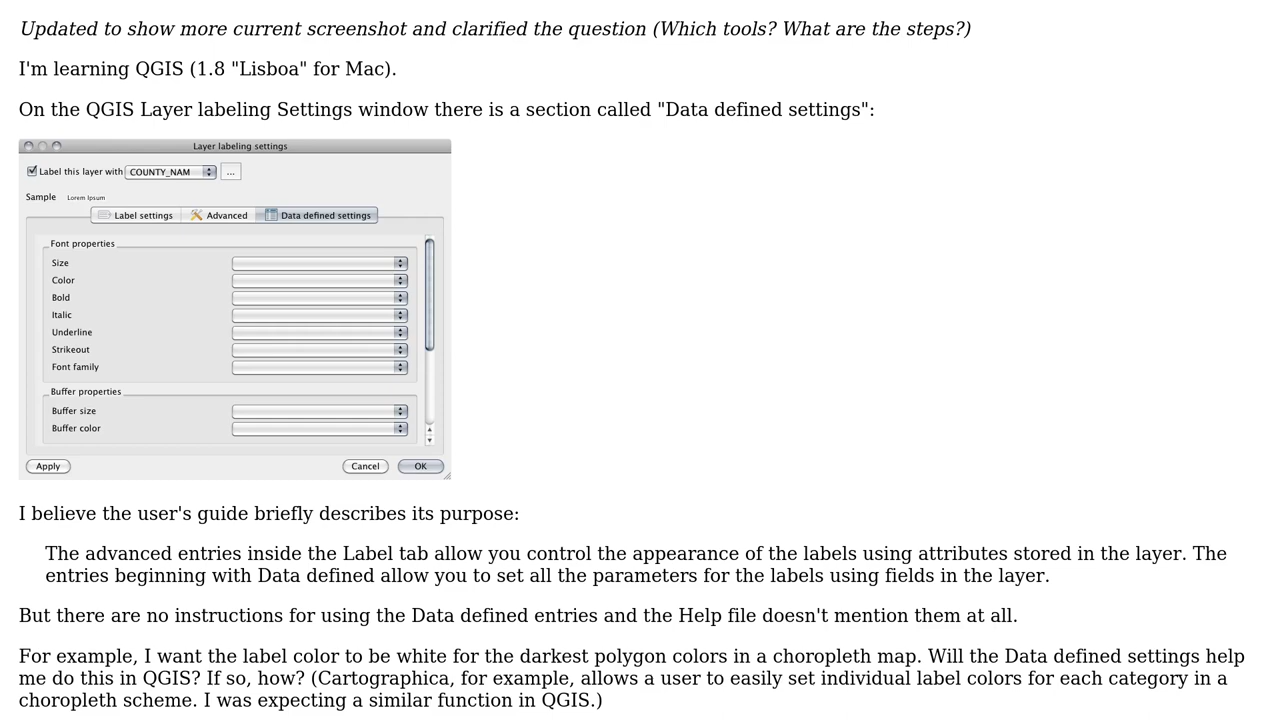 Updated to show more current screenshot and clarified the question (Which tools? What are the steps?)
I'm learning QGIS (1.8 "Lisboa" for Mac).
On the QGIS Layer labeling Settings window there is a section called "Data defined settings":
Layer labeling settings
Label this layer with COUNTY_NAM ...
Sample Lorem Ipsum
Label settings Advanced Data defined settings
Font properties
Size
Color
Bold
Italic
Underline
Strikeout
Font family
Buffer properties
Buffer size
Buffer color
Apply Cancel OK
I believe the user's guide briefly describes its purpose:
The advanced entries inside the Label tab allow you control the appearance of the labels using attributes stored in the layer. The
entries beginning with Data defined allow you to set all the parameters for the labels using fields in the layer.
But there are no instructions for using the Data defined entries and the Help file doesn't mention them at all.
For example, I want the label color to be white for the darkest polygon colors in a choropleth map. Will the Data defined settings help
me do this in QGIS? If so, how? (Cartographica, for example, allows a user to easily set individual label colors for each category in a
choropleth scheme. I was expecting a similar function in QGIS.)